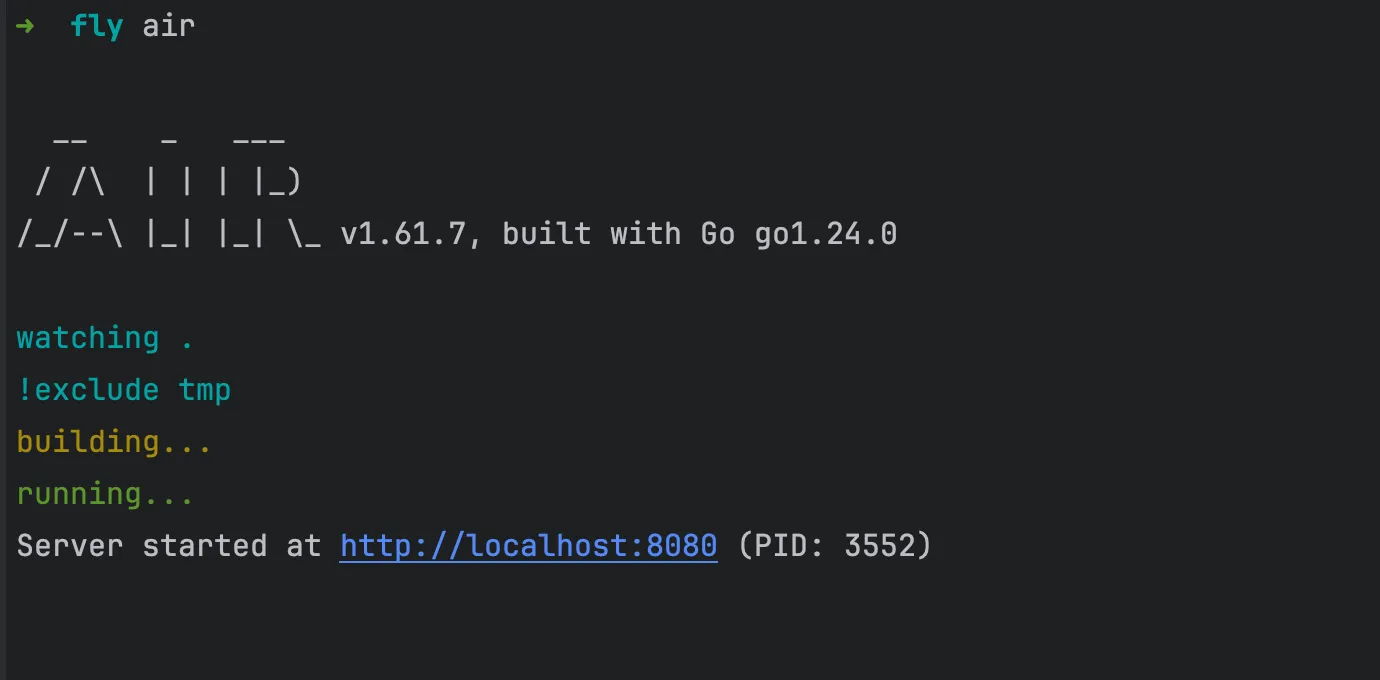 ➜  fly air

  __    _   ___
 / /\  | | | |_)
/_/--\ |_| |_| \_ v1.61.7, built with Go go1.24.0

watching .
!exclude tmp
building...
running...
Server started at http://localhost:8080 (PID: 3552)